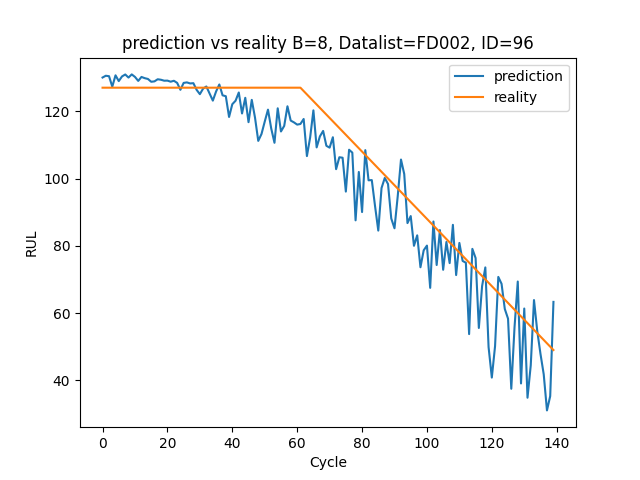 prediction vs reality B=8, Datalist=FD002, ID=96
prediction
reality
RUL
120
100
80
60
40
0 20 40 60 80 100 120 140
Cycle